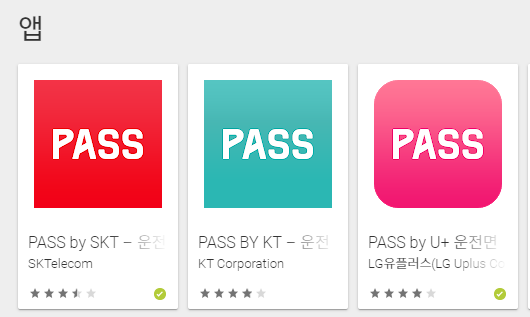 앱
PASS
PASS
PASS
PASS by SKT – 운전
SKTelecom
PASS BY KT – 운전
KT Corporation
PASS by U+ 운전면
LG유플러스(LG Uplus Co